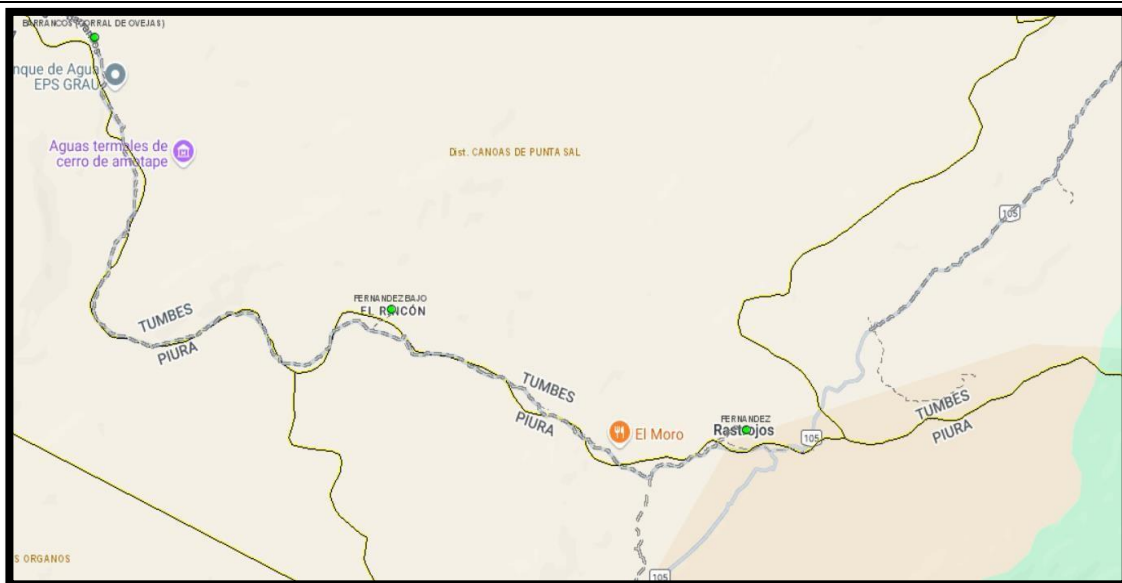 BARRANCOS (CORRAL DE OVEJAS)
nque de Agua
EPS GRAU
Aguas termales de
cerro de amotape
Dist. CANOAS DE PUNTA SAL
105
FERNANDEZ BAJO
EL RINCÓN
TUMBES
PIURA
TUMBES
PIURA
El Moro
FERNANDEZ
Rastrojos
105
TUMBES
PIURA
S ORGANOS
105